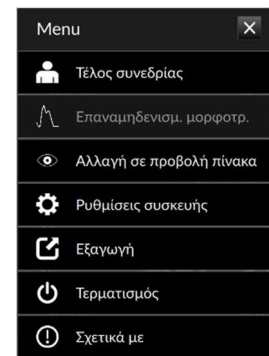 Menu
Τέλος συνεδρίας
Επαναμηδενισμ. μορφοτρ.
Αλλαγή σε προβολή πίνακα
Ρυθμίσεις συσκευής
Εξαγωγή
Τερματισμός
Σχετικά με